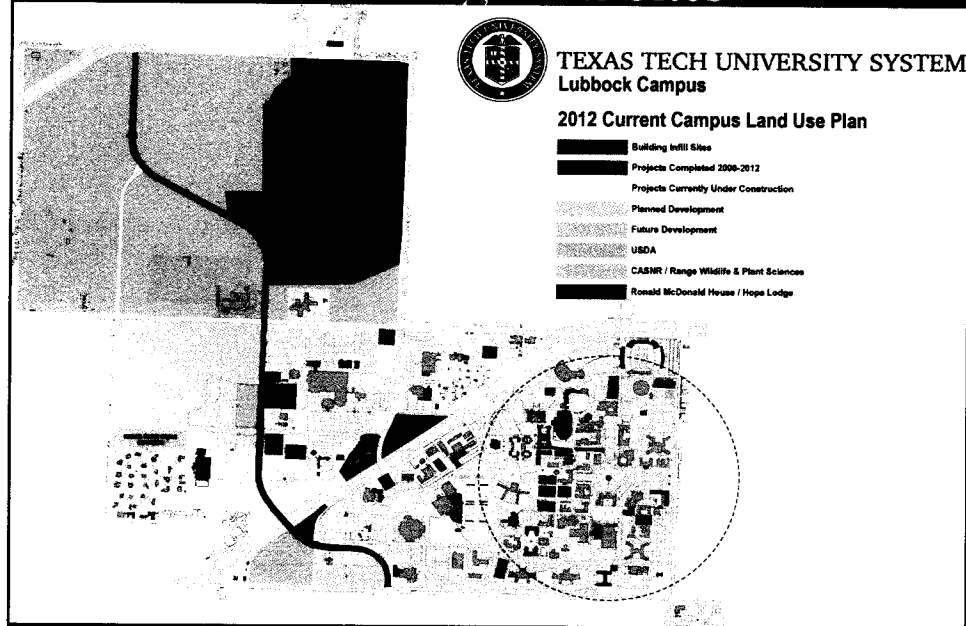 TEXAS TECH UNIVERSITY SYSTEM
Lubbock Campus
2012 Current Campus Land Use Plan
Building Infill Sites
Projects Completed 2006-2012
Projects Currently Under Construction
Planned Development
Future Development
USDA
CASNR / Range Wildlife & Plant Sciences
Ronald McDonald House / Hope Lodge